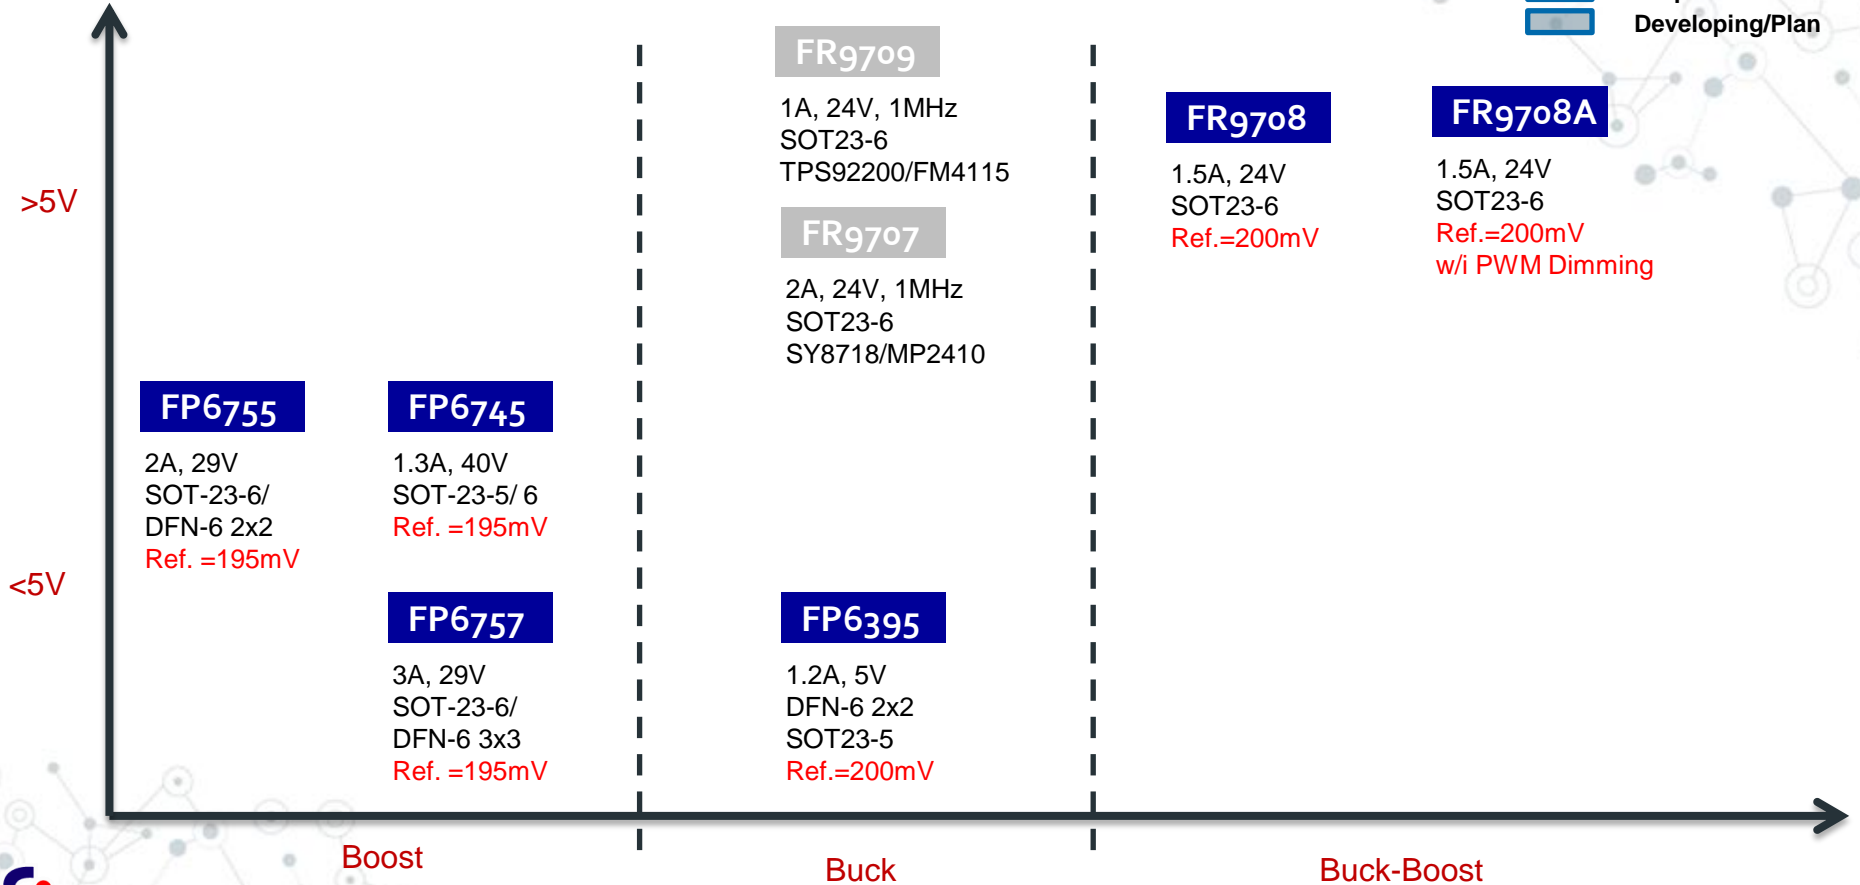 Developing/Plan
>5V
<5V
FR9709
1A, 24V, 1MHz
SOT23-6
TPS92200/FM4115
FR9707
2A, 24V, 1MHz
SOT23-6
SY8718/MP2410
FR9708
1.5A, 24V
SOT23-6
Ref.=200mV
FR9708A
1.5A, 24V
SOT23-6
Ref.=200mV
w/i PWM Dimming
FP6755
2A, 29V
SOT-23-6/
DFN-6 2x2
Ref. =195mV
FP6745
1.3A, 40V
SOT-23-5/ 6
Ref. =195mV
FP6757
3A, 29V
SOT-23-6/
DFN-6 3x3
Ref. =195mV
FP6395
1.2A, 5V
DFN-6 2x2
SOT23-5
Ref.=200mV
Boost
Buck
Buck-Boost